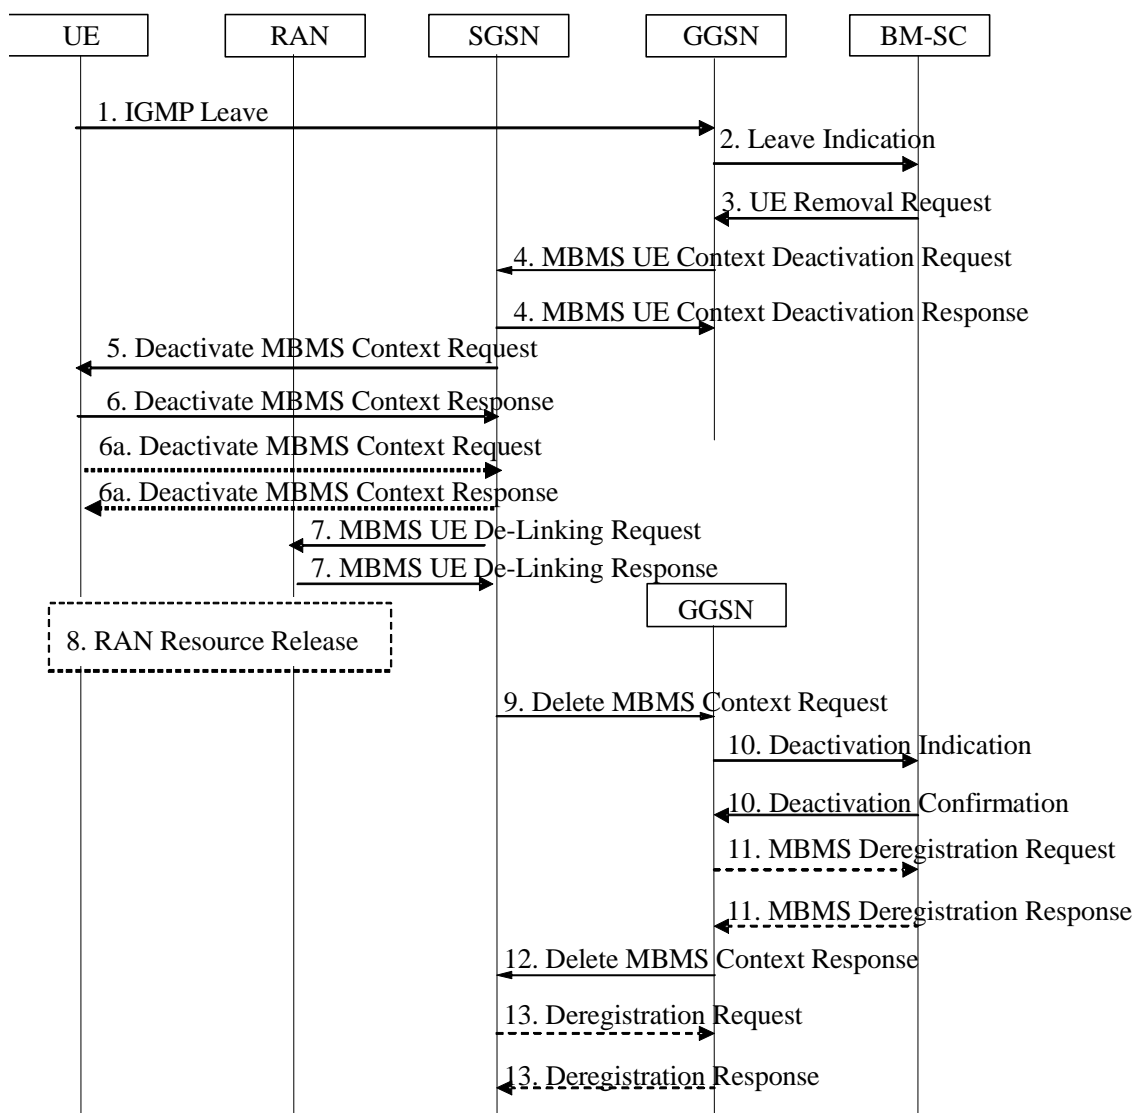 UE
RAN
SGSN
GGSN
BM-SC
1. IGMP Leave
2. Leave Indication
3. UE Removal Request
4. MBMS UE Context Deactivation Request
4. MBMS UE Context Deactivation Response
5. Deactivate MBMS Context Request
6. Deactivate MBMS Context Response
6a. Deactivate MBMS Context Request
6a. Deactivate MBMS Context Response
7. MBMS UE De-Linking Request
7. MBMS UE De-Linking Response
GGSN
8. RAN Resource Release
9. Delete MBMS Context Request
10. Deactivation Indication
10. Deactivation Confirmation
11. MBMS Deregistration Request
11. MBMS Deregistration Response
12. Delete MBMS Context Response
13. Deregistration Request
13. Deregistration Response